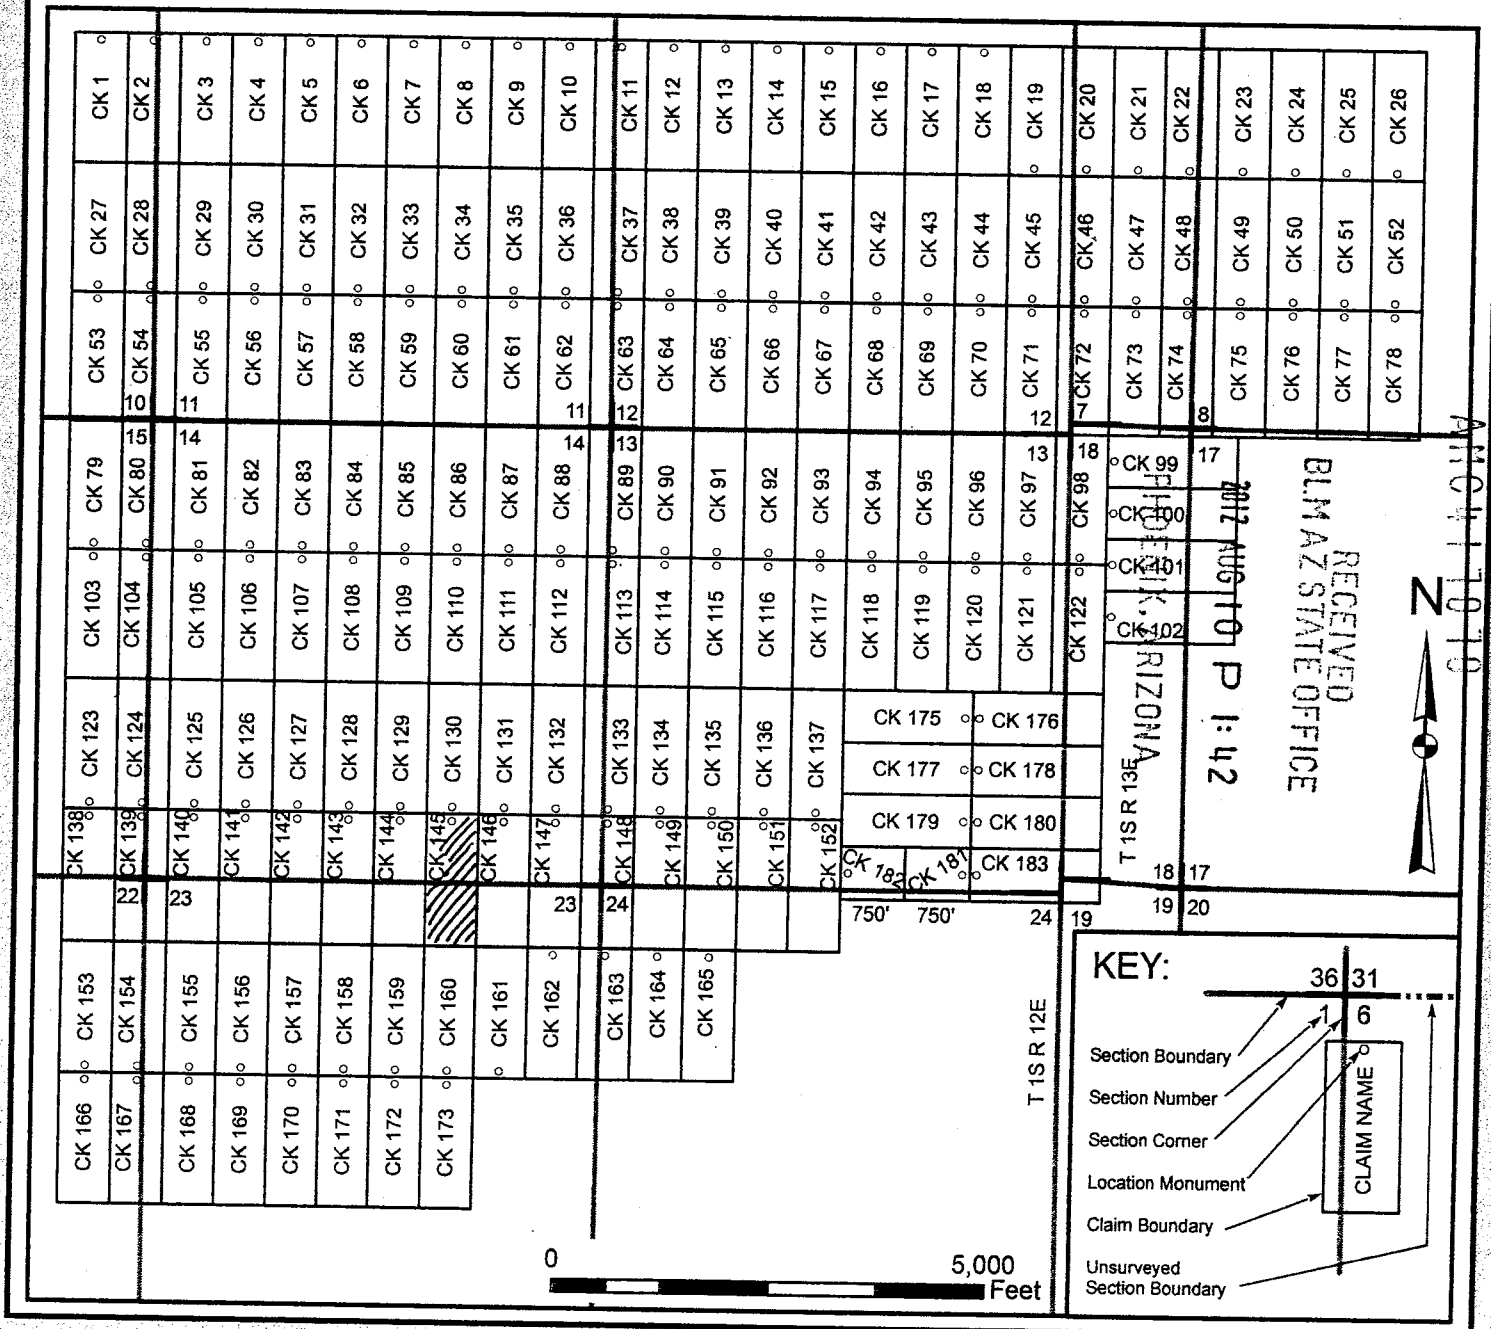 CK 1 CK 2 CK 3 CK 4 CK 5 CK 6 CK 7 CK 8 CK 9 CK 10 CK 11 CK 12 CK 13 CK 14 CK 15 CK 16 CK 17 CK 18 CK 19 CK 20 CK 21 CK 22 CK 23 CK 24 CK 25 CK 26
CK 27 CK 28 CK 29 CK 30 CK 31 CK 32 CK 33 CK 34 CK 35 CK 36 CK 37 CK 38 CK 39 CK 40 CK 41 CK 42 CK 43 CK 44 CK 45 CK 46 CK 47 CK 48 CK 49 CK 50 CK 51 CK 52
CK 53 CK 54 CK 55 CK 56 CK 57 CK 58 CK 59 CK 60 CK 61 CK 62 CK 63 CK 64 CK 65 CK 66 CK 67 CK 68 CK 69 CK 70 CK 71 CK 72 CK 73 CK 74 CK 75 CK 76 CK 77 CK 78
10 11 11 12 12 7 8
15 14 14 13 13 18 17
CK 79 CK 80 CK 81 CK 82 CK 83 CK 84 CK 85 CK 86 CK 87 CK 88 CK 89 CK 90 CK 91 CK 92 CK 93 CK 94 CK 95 CK 96 CK 97 CK 98
CK 99
CK 100
CK 101
CK 102
CK 103 CK 104 CK 105 CK 106 CK 107 CK 108 CK 109 CK 110 CK 111 CK 112 CK 113 CK 114 CK 115 CK 116 CK 117 CK 118 CK 119 CK 120 CK 121 CK 122
CK 123 CK 124 CK 125 CK 126 CK 127 CK 128 CK 129 CK 130 CK 131 CK 132 CK 133 CK 134 CK 135 CK 136 CK 137
CK 175 CK 176
CK 177 CK 178
CK 179 CK 180
CK 182 CK 181 CK 183
CK 138 CK 139 CK 140 CK 141 CK 142 CK 143 CK 144 CK 145 CK 146 CK 147 CK 148 CK 149 CK 150 CK 151 CK 152
18 17
22 23 23 24 24 19 19 20
750' 750'
CK 153 CK 154 CK 155 CK 156 CK 157 CK 158 CK 159 CK 160 CK 161 CK 162 CK 163 CK 164 CK 165
CK 166 CK 167 CK 168 CK 169 CK 170 CK 171 CK 172 CK 173
T 1S R 12E
T 1S R 13E
ARIZONA
2012 AUG 10 P 1:42
RECEIVED
BLM AZ STATE OFFICE
N
KEY:
36 31
1 6
Section Boundary
Section Number
Section Corner
Location Monument
Claim Boundary
Unsurveyed
Section Boundary
CLAIM NAME
0 5,000
Feet